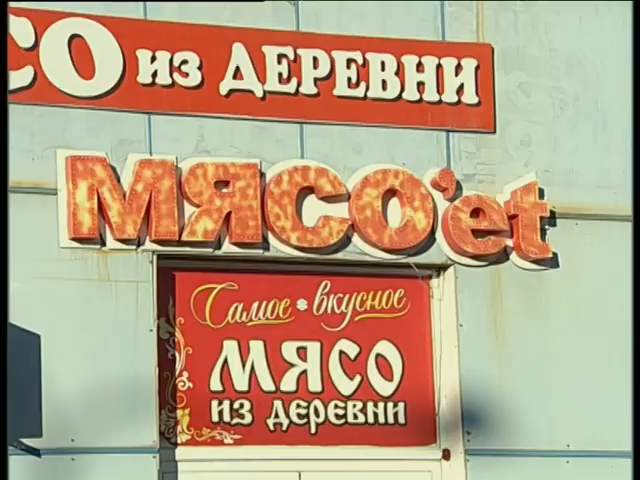 СО ИЗ ДЕРЕВНИ
МЯСО'et
Самое * вкусное
МЯСО
ИЗ ДЕРЕВНИ